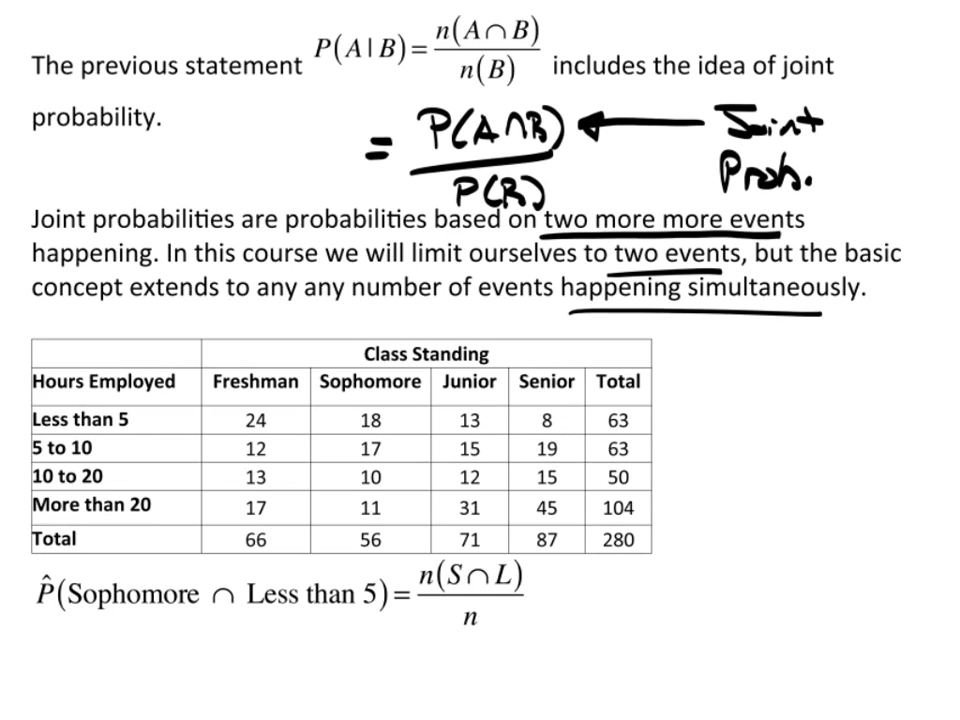 The previous statement P(A|B) = n(A∩B) / n(B) includes the idea of joint
probability.
= P(A∩B) / P(B) ← Joint
Prob.
Joint probabilities are probabilities based on two more more events
happening. In this course we will limit ourselves to two events, but the basic
concept extends to any any number of events happening simultaneously.
Class Standing
Hours Employed Freshman Sophomore Junior Senior Total
Less than 5 24 18 13 8 63
5 to 10 12 17 15 19 63
10 to 20 13 10 12 15 50
More than 20 17 11 31 45 104
Total 66 56 71 87 280
P̂(Sophomore ∩ Less than 5) = n(S∩L) / n